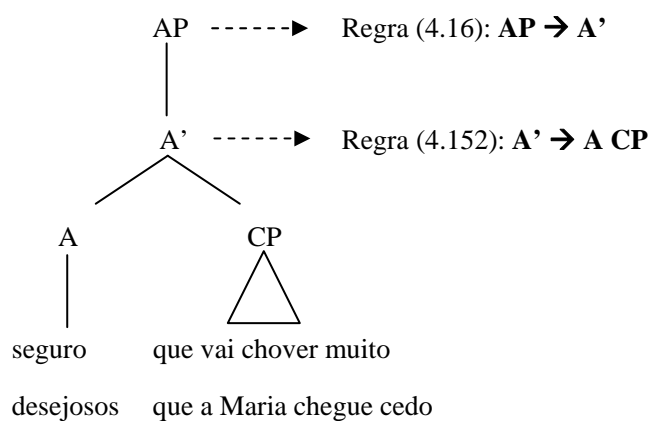 AP Regra (4.16): AP → A’
A’ Regra (4.152): A’ → A CP
A CP
seguro que vai chover muito
desejosos que a Maria chegue cedo